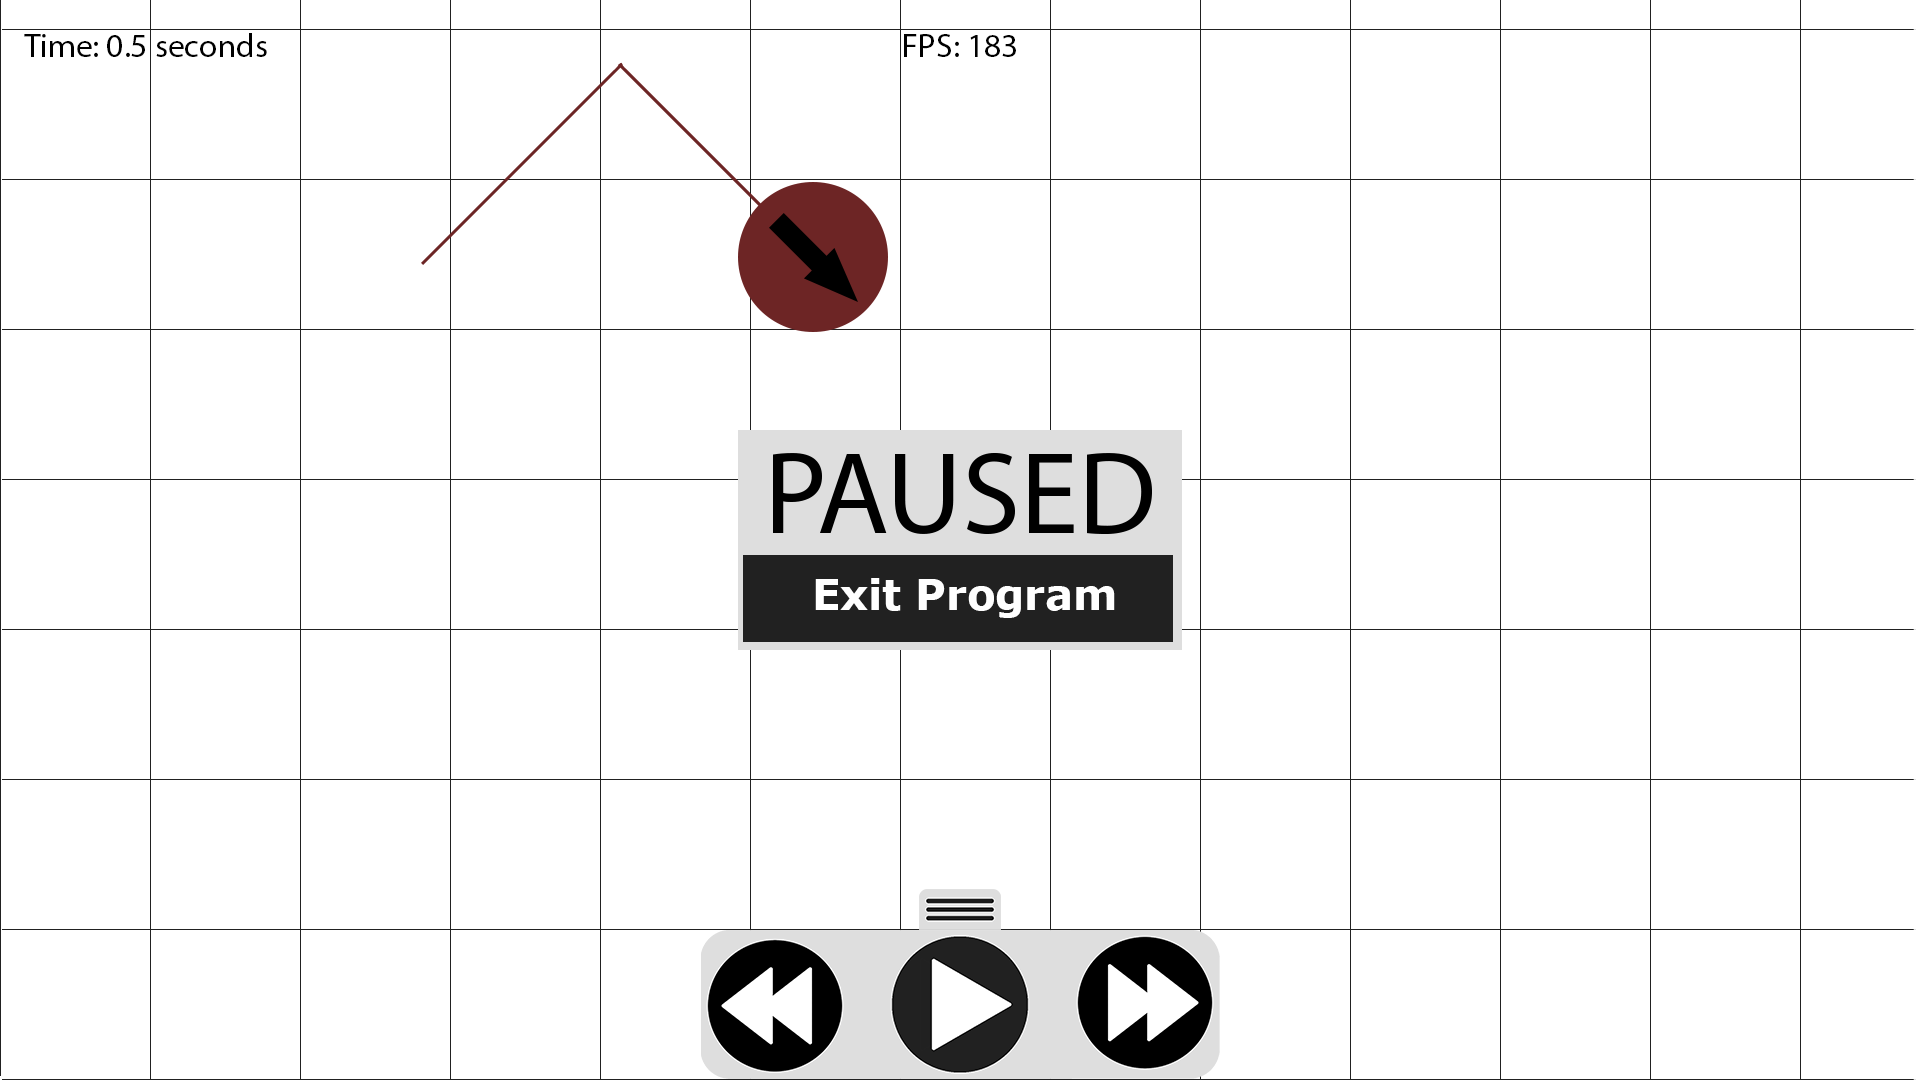 Time: 0.5 seconds
FPS: 183
PAUSED
Exit Program